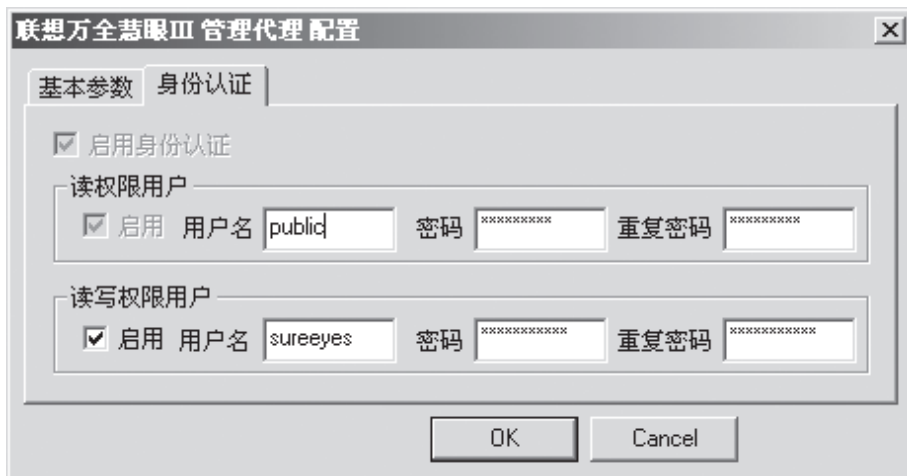 联想万全慧眼III 管理代理 配置
基本参数 身份认证
启用身份认证
读权限用户
启用 用户名 public 密码 ********* 重复密码 *********
读写权限用户
启用 用户名 sureeyes 密码 *********** 重复密码 ***********
OK Cancel